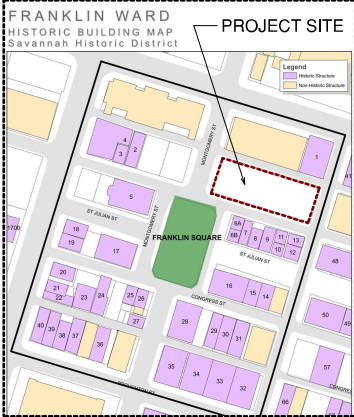 FRANKLIN WARD
HISTORIC BUILDING MAP
Savannah Historic District
PROJECT SITE
Legend
Historic Structure
Non-Historic Structure
MONTGOMERY ST
4
3
2
1
5
ST JULIAN ST
MONTGOMERY ST
FRANKLIN SQUARE
6A
6B
7
8
9
11
10
13
12
ST JULIAN ST
1700
18
19
17
48
20
21
22
23
24
25
26
27
CONGRESS ST
16
15
14
50
40
39
38
37
36
28
29
30
31
35
34
33
32
57
66